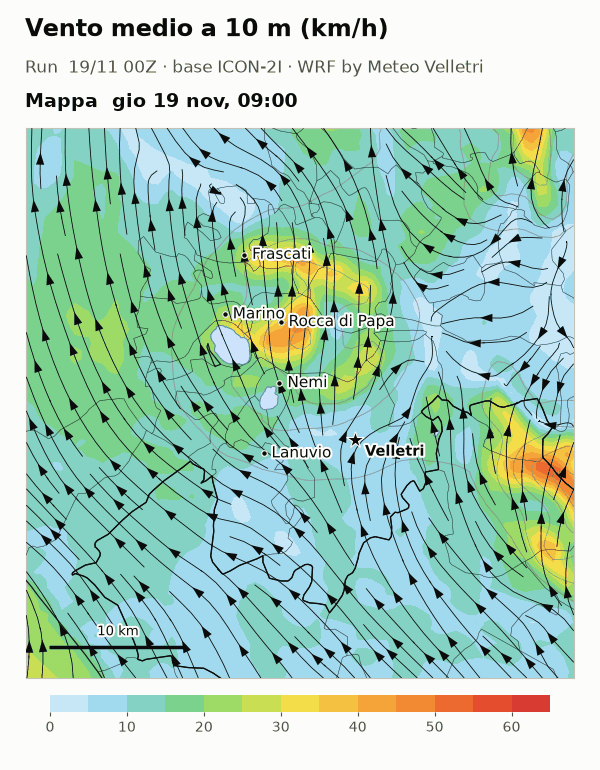 Vento medio a 10 m (km/h)
Run  19/11 00Z · base ICON-2I · WRF by Meteo Velletri
Mappa  gio 19 nov, 09:00
Frascati
Marino
Rocca di Papa
Nemi
Velletri
Lanuvio
10 km
0 10 20 30 40 50 60